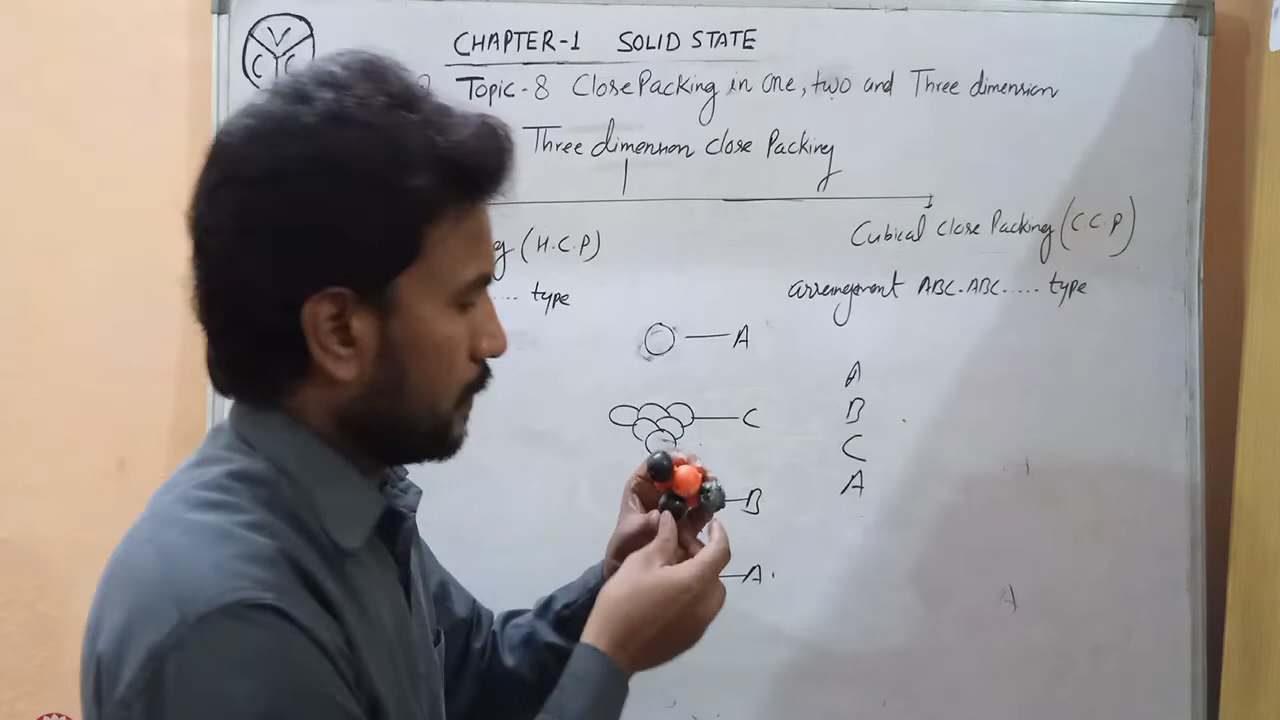 VCYC
CHAPTER-1 SOLID STATE
Topic-8 Close Packing in one, two and Three dimension
Three dimension close Packing
(H.C.P)
Cubical Close Packing (C C.P)
..... type
arrangement ABC.ABC..... type
A
C
B
A
A
B
C
A